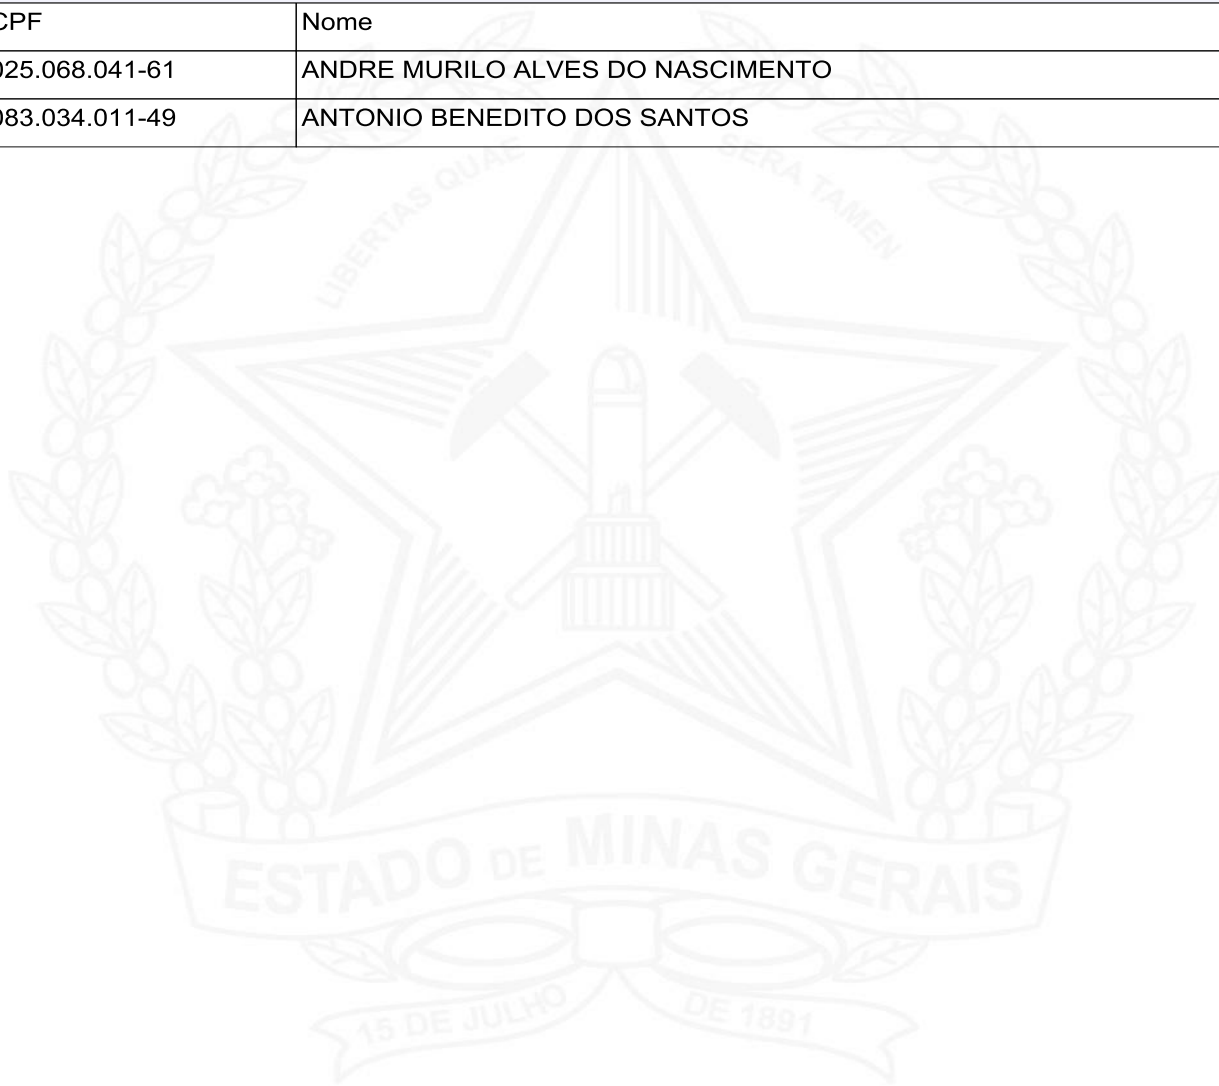 CPF Nome
025.068.041-61 ANDRE MURILO ALVES DO NASCIMENTO
083.034.011-49 ANTONIO BENEDITO DOS SANTOS
LIBERTAS QUAE SERA TAMEN
ESTADO DE MINAS GERAIS
15 DE JULHO DE 1891